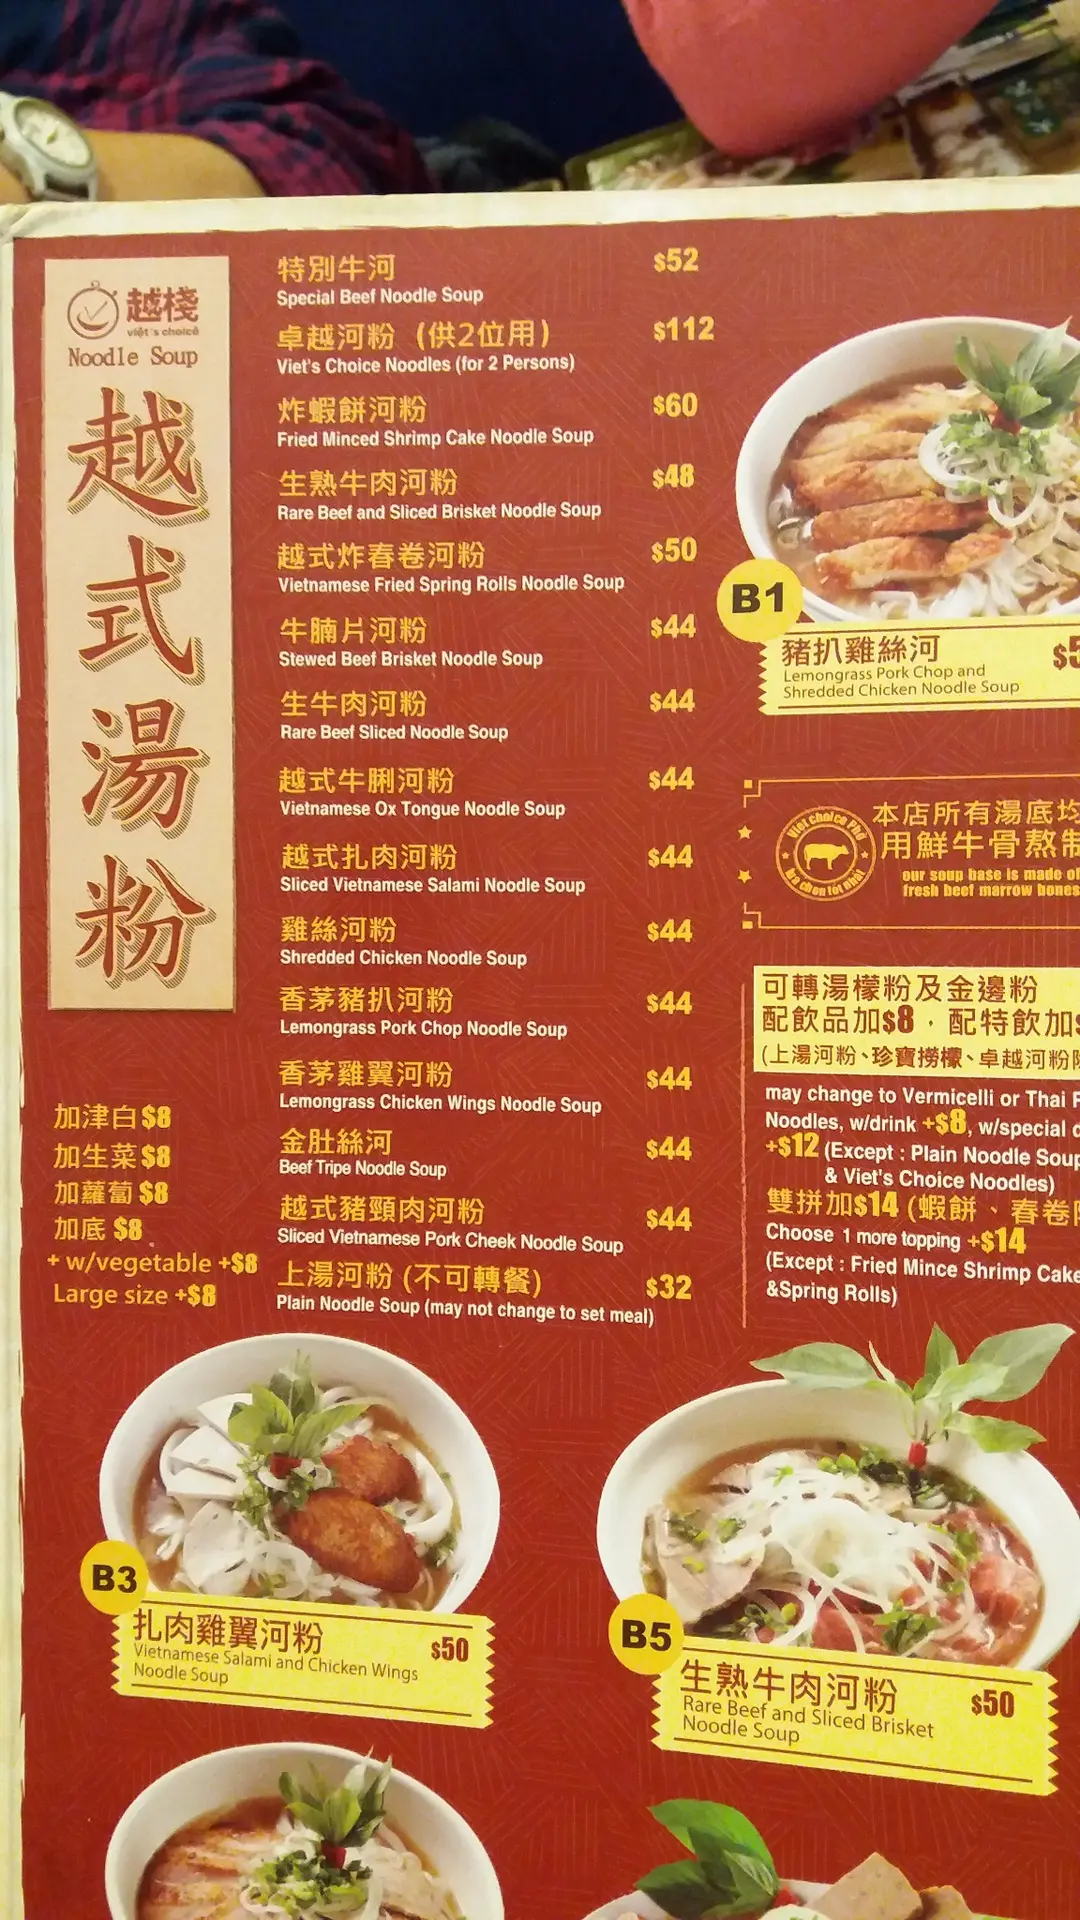 越棧
việt's choice
Noodle Soup
越式湯粉
特別牛河 $52
Special Beef Noodle Soup
卓越河粉 (供2位用) $112
Viet's Choice Noodles (for 2 Persons)
炸蝦餅河粉 $60
Fried Minced Shrimp Cake Noodle Soup
生熟牛肉河粉 $48
Rare Beef and Sliced Brisket Noodle Soup
越式炸春卷河粉 $50
Vietnamese Fried Spring Rolls Noodle Soup
牛腩片河粉 $44
Stewed Beef Brisket Noodle Soup
生牛肉河粉 $44
Rare Beef Sliced Noodle Soup
越式牛脷河粉 $44
Vietnamese Ox Tongue Noodle Soup
越式扎肉河粉 $44
Sliced Vietnamese Salami Noodle Soup
雞絲河粉 $44
Shredded Chicken Noodle Soup
香茅豬扒河粉 $44
Lemongrass Pork Chop Noodle Soup
香茅雞翼河粉 $44
Lemongrass Chicken Wings Noodle Soup
金肚絲河 $44
Beef Tripe Noodle Soup
越式豬頸肉河粉 $44
Sliced Vietnamese Pork Cheek Noodle Soup
上湯河粉 (不可轉餐) $32
Plain Noodle Soup (may not change to set meal)
加津白 $8
加生菜 $8
加蘿蔔 $8
加底 $8
+ w/vegetable +$8
Large size +$8
B1
豬扒雞絲河 $5
Lemongrass Pork Chop and
Shredded Chicken Noodle Soup
Viet choice Phở
本店所有湯底均
用鮮牛骨熬制
our soup base is made of
fresh beef marrow bones
可轉湯檬粉及金邊粉
配飲品加$8，配特飲加$
(上湯河粉、珍寶撈檬、卓越河粉除
may change to Vermicelli or Thai
Noodles, w/drink +$8, w/special
+$12 (Except : Plain Noodle Soup
& Viet's Choice Noodles)
雙拼加$14 (蝦餅、春卷除
Choose 1 more topping +$14
(Except : Fried Mince Shrimp Cake
&Spring Rolls)
B3
扎肉雞翼河粉 $50
Vietnamese Salami and Chicken Wings
Noodle Soup
B5
生熟牛肉河粉 $50
Rare Beef and Sliced Brisket
Noodle Soup